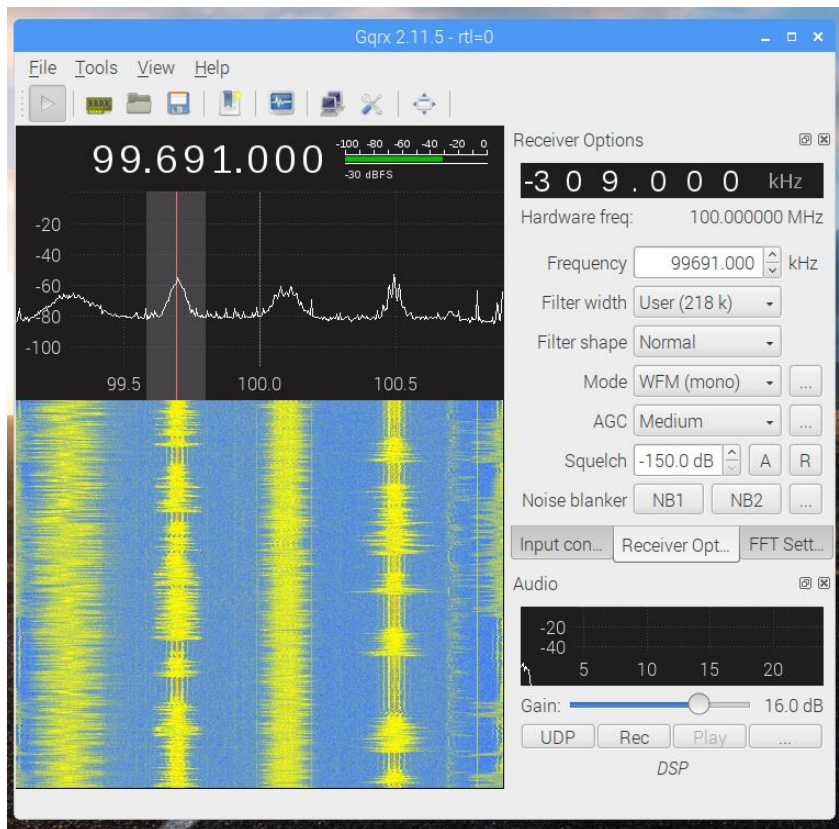 Gqrx 2.11.5 - rtl=0
File Tools View Help
99.691.000
-100 -80 -60 -40 -20 0
-30 dBFS
-20
-40
-60
-80
-100
99.5 100.0 100.5
Receiver Options
-309.000 kHz
Hardware freq: 100.000000 MHz
Frequency 99691.000 kHz
Filter width User (218 k)
Filter shape Normal
Mode WFM (mono) ...
AGC Medium ...
Squelch -150.0 dB A R
Noise blanker NB1 NB2 ...
Input con... Receiver Opt... FFT Sett...
Audio
-20
-40
5 10 15 20
Gain: 16.0 dB
UDP Rec Play ...
DSP